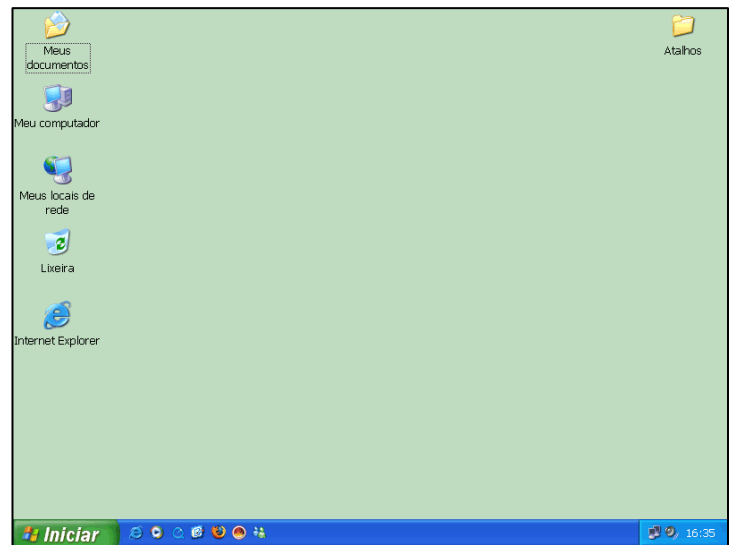 Meus
documentos
Atalhos
Meu computador
Meus locais de
rede
Lixeira
Internet Explorer
Iniciar
16:35